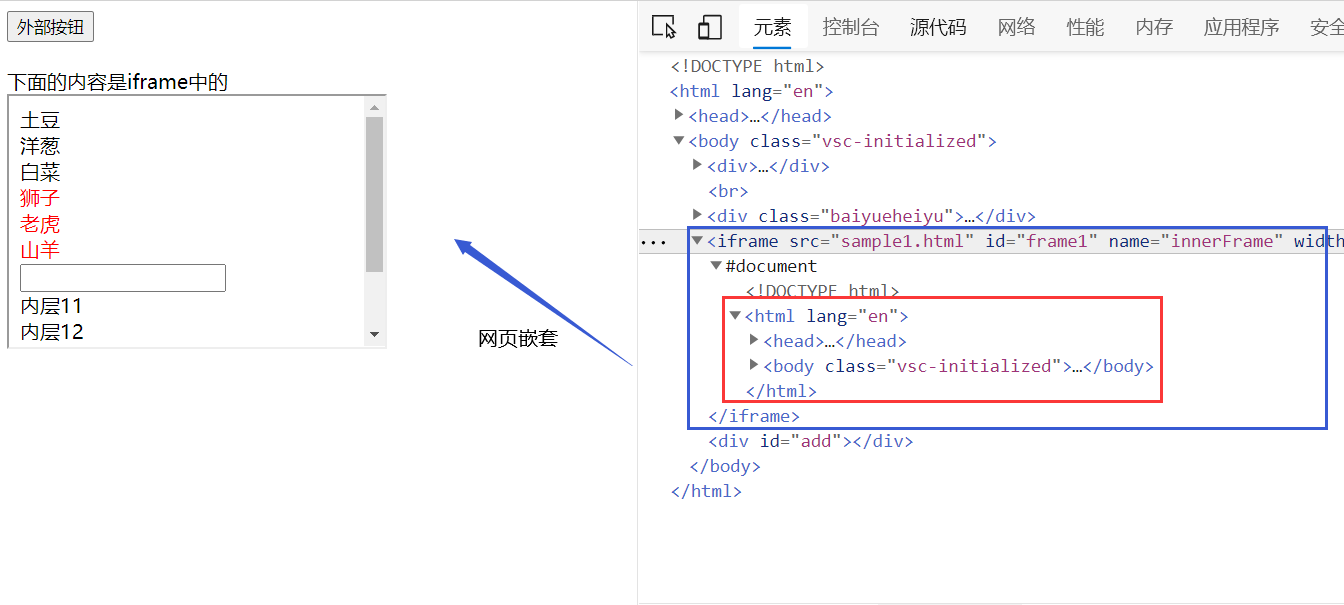 外部按钮
下面的内容是iframe中的
土豆
洋葱
白菜
狮子
老虎
山羊
内层11
内层12
网页嵌套
元素 控制台 源代码 网络 性能 内存 应用程序 安全
<!DOCTYPE html>
<html lang="en">
<head>…</head>
<body class="vsc-initialized">
<div>…</div>
<br>
<div class="baiyueheiyu">…</div>
<iframe src="sample1.html" id="frame1" name="innerFrame" width
#document
<!DOCTYPE html>
<html lang="en">
<head>…</head>
<body class="vsc-initialized">…</body>
</html>
</iframe>
<div id="add"></div>
</body>
</html>